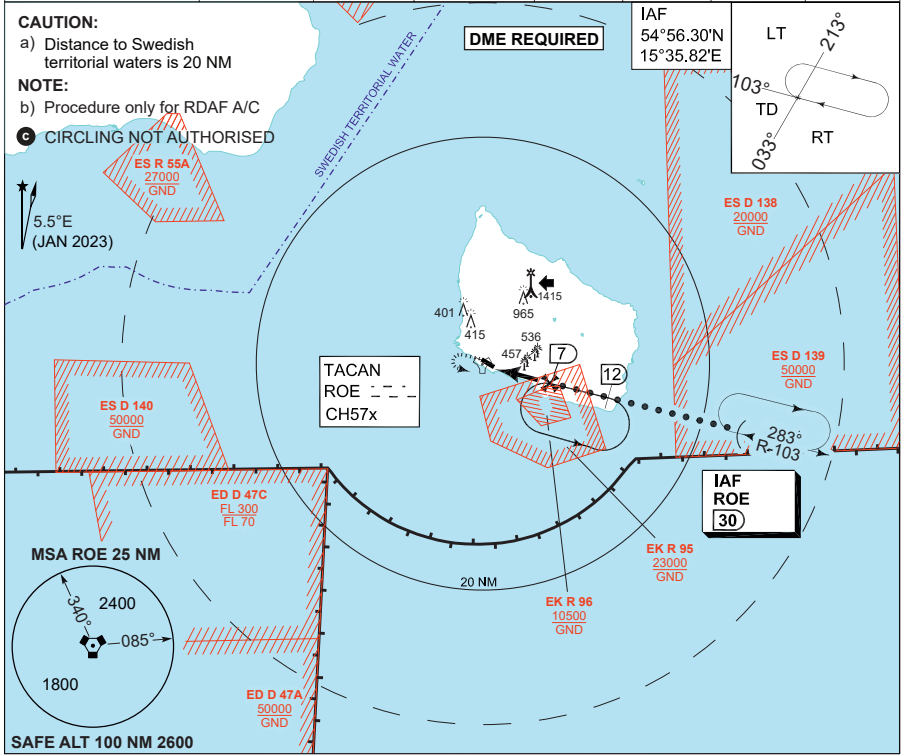 CAUTION:
a) Distance to Swedish
territorial waters is 20 NM
NOTE:
b) Procedure only for RDAF A/C
c CIRCLING NOT AUTHORISED
DME REQUIRED
IAF
54°56.30'N
15°35.82'E
LT
213°
103°
TD
RT
033°
SWEDISH TERRITORIAL WATER
ES R 55A
27000
GND
5.5°E
(JAN 2023)
ES D 138
20000
GND
1415
965
401
415
536
457
7
12
TACAN
ROE
CH57x
ES D 139
50000
GND
ES D 140
50000
GND
283°
R-103
IAF
ROE
30
ED D 47C
FL 300
FL 70
EK R 95
23000
GND
20 NM
EK R 96
10500
GND
MSA ROE 25 NM
340°
2400
085°
1800
ED D 47A
50000
GND
SAFE ALT 100 NM 2600